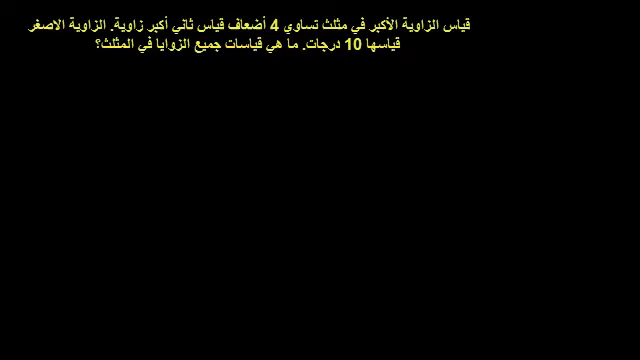 قياس الزاوية الأكبر في مثلث تساوي 4 أضعاف قياس ثاني أكبر زاوية. الزاوية الاصغر
قياسها 10 درجات. ما هي قياسات جميع الزوايا في المثلث؟